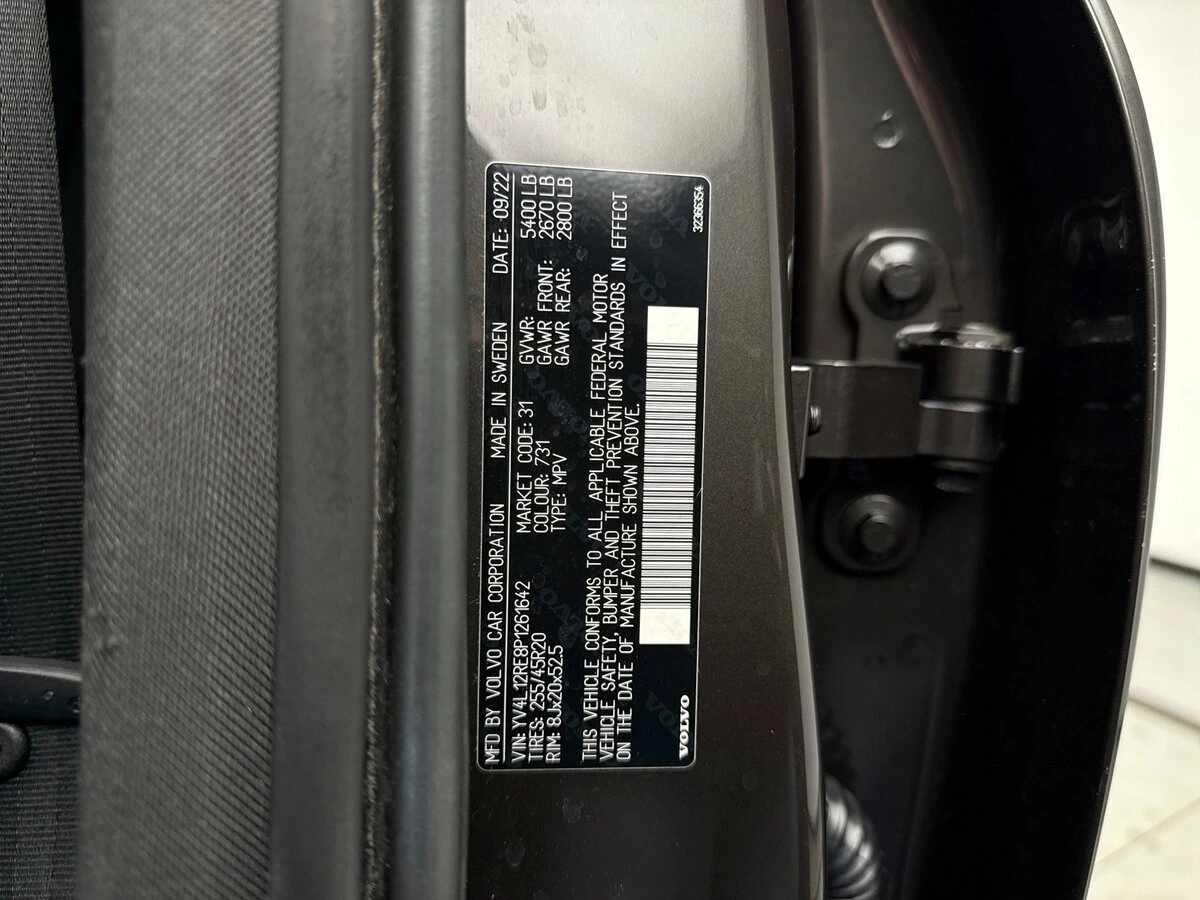 MFD BY VOLVO CAR CORPORATION MADE IN SWEDEN DATE: 09/22
VIN: YV4L12RE8P1261642 MARKET CODE: 31 GVWR: 5400 LB
TIRES: 255/45R20 COLOUR: 731 GAWR FRONT: 2670 LB
RIM: 8Jx20x52.5 TYPE: MPV GAWR REAR: 2800 LB
THIS VEHICLE CONFORMS TO ALL APPLICABLE FEDERAL MOTOR
VEHICLE SAFETY, BUMPER AND THEFT PREVENTION STANDARDS IN EFFECT
ON THE DATE OF MANUFACTURE SHOWN ABOVE.
VOLVO 32366354